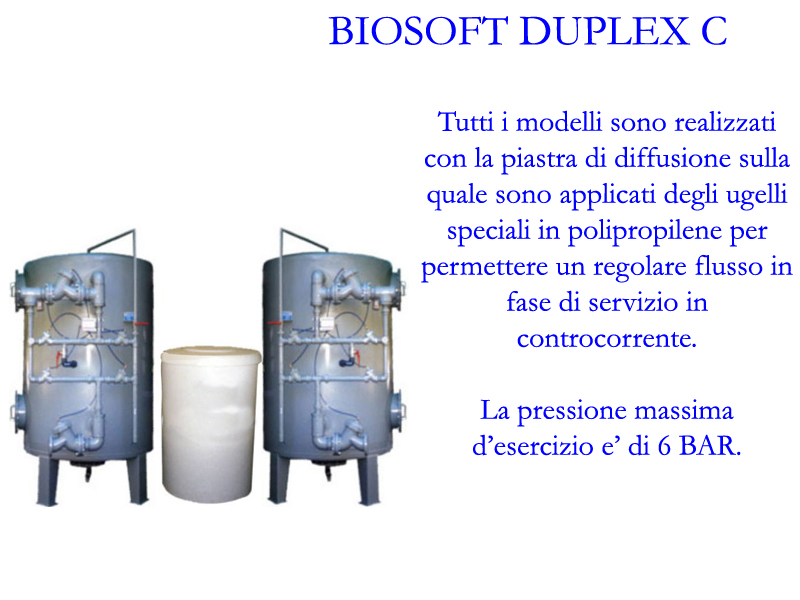 BIOSOFT DUPLEX C
Tutti i modelli sono realizzati
con la piastra di diffusione sulla
quale sono applicati degli ugelli
speciali in polipropilene per
permettere un regolare flusso in
fase di servizio in
controcorrente.
La pressione massima
d’esercizio e’ di 6 BAR.